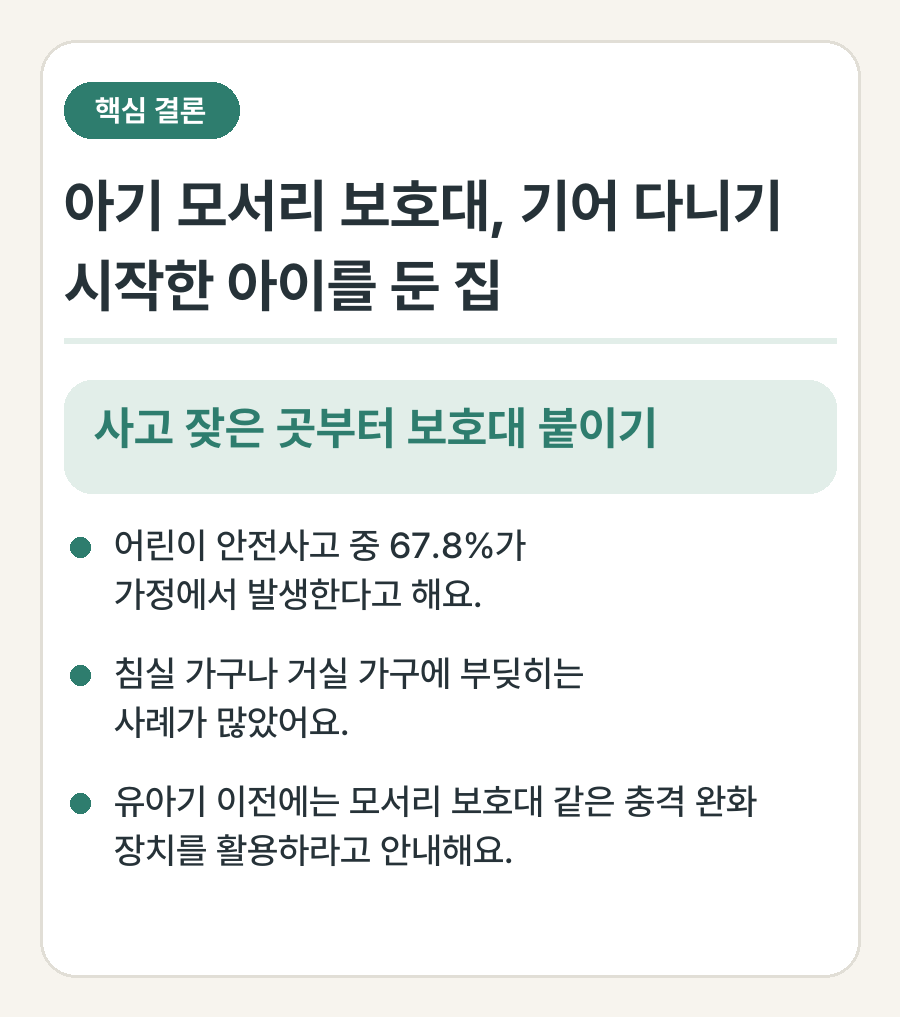 핵심 결론
아기 모서리 보호대, 기어 다니기
시작한 아이를 둔 집
사고 잦은 곳부터 보호대 붙이기
어린이 안전사고 중 67.8%가
가정에서 발생한다고 해요.
침실 가구나 거실 가구에 부딪히는
사례가 많았어요.
유아기 이전에는 모서리 보호대 같은 충격 완화
장치를 활용하라고 안내해요.